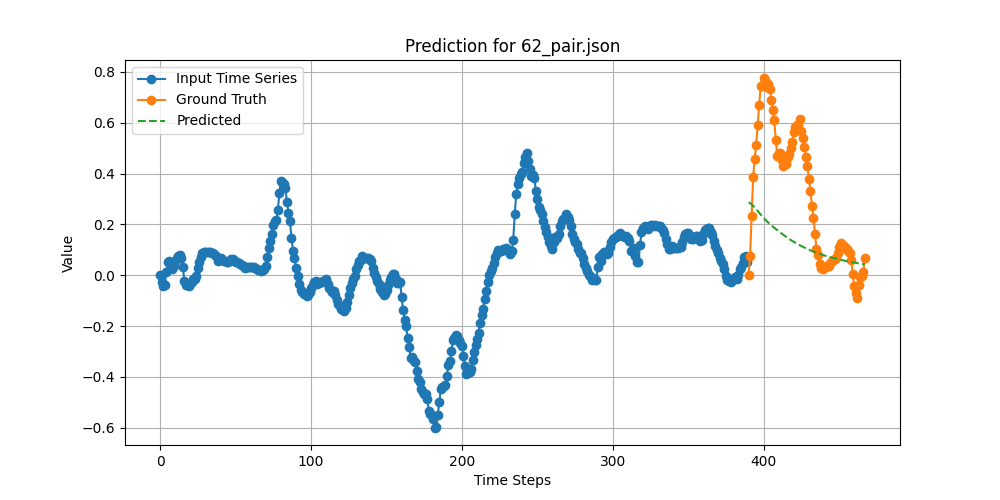 Prediction for 62_pair.json
Input Time Series
Ground Truth
Predicted
Value
0.8
0.6
0.4
0.2
0.0
−0.2
−0.4
−0.6
0 100 200 300 400
Time Steps